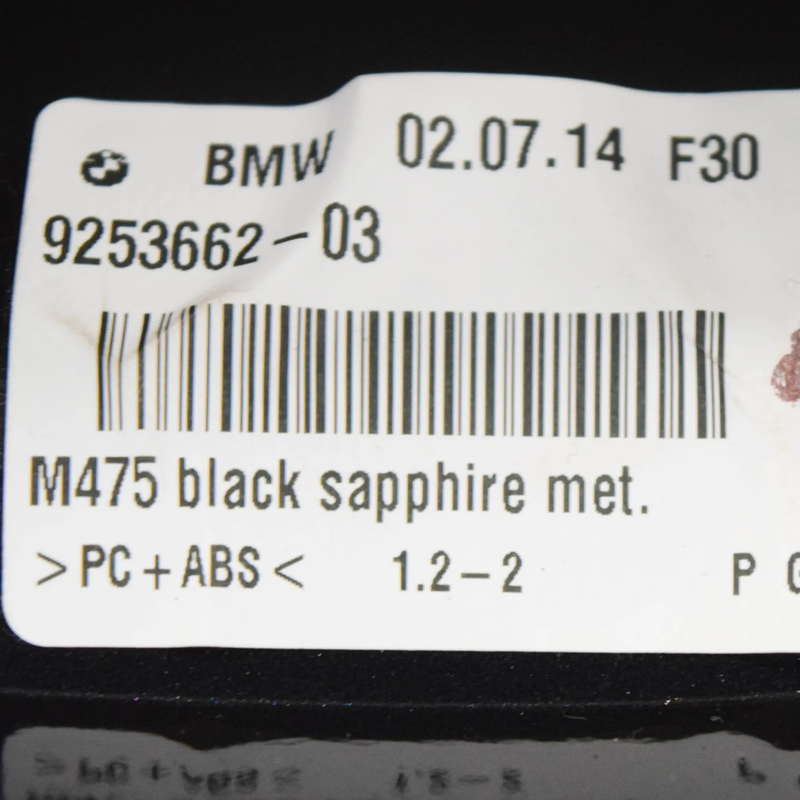 BMW 02.07.14 F30
9253662-03
M475 black sapphire met.
>PC+ABS< 1.2-2 P